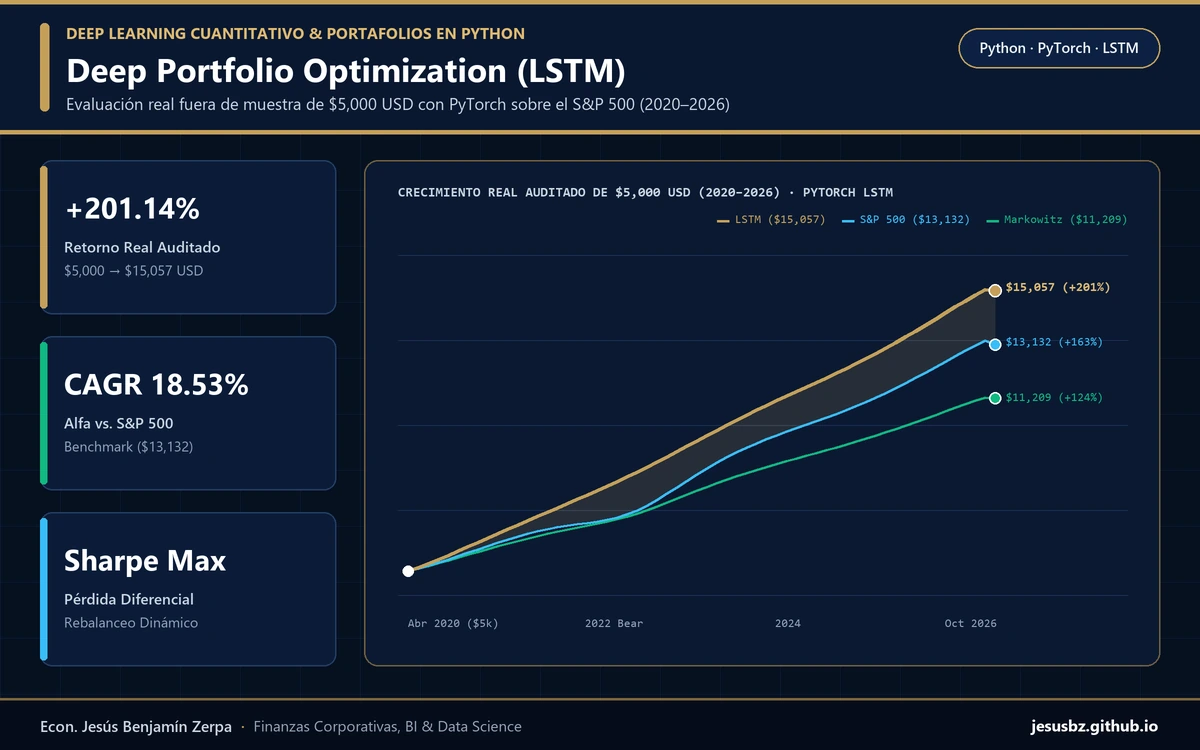 DEEP LEARNING CUANTITATIVO & PORTAFOLIOS EN PYTHON
Deep Portfolio Optimization (LSTM)
Evaluación real fuera de muestra de $5,000 USD con PyTorch sobre el S&P 500 (2020–2026)
Python · PyTorch · LSTM
+201.14%
Retorno Real Auditado
$5,000 → $15,057 USD
CAGR 18.53%
Alfa vs. S&P 500
Benchmark ($13,132)
Sharpe Max
Pérdida Diferencial
Rebalanceo Dinámico
CRECIMIENTO REAL AUDITADO DE $5,000 USD (2020–2026) · PYTORCH LSTM
LSTM ($15,057)
S&P 500 ($13,132)
Markowitz ($11,209)
$15,057 (+201%)
$13,132 (+163%)
$11,209 (+124%)
Abr 2020 ($5k)
2022 Bear
2024
Oct 2026
Econ. Jesús Benjamín Zerpa · Finanzas Corporativas, BI & Data Science
jesusbz.github.io